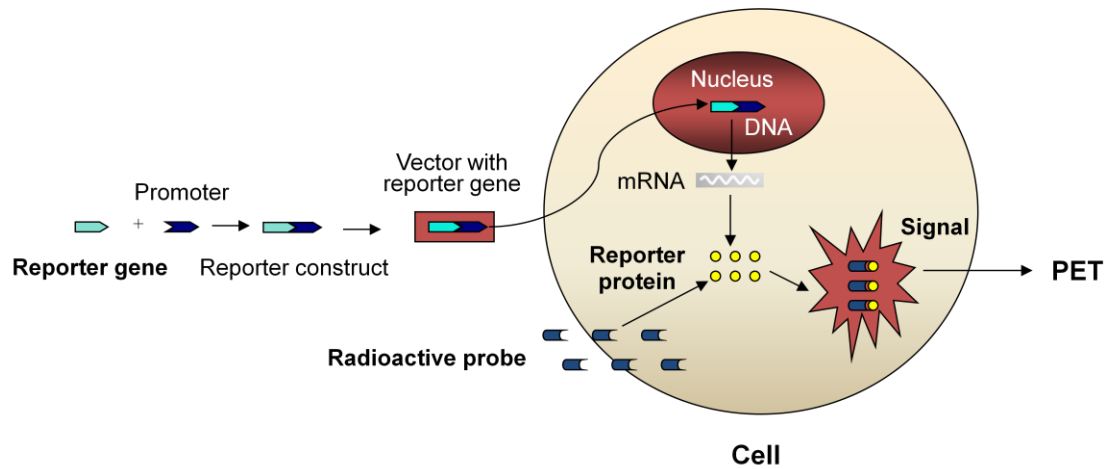 Nucleus
DNA
Vector with
reporter gene
mRNA
Promoter
+
Signal
Reporter gene
Reporter construct
Reporter
protein
PET
Radioactive probe
Cell